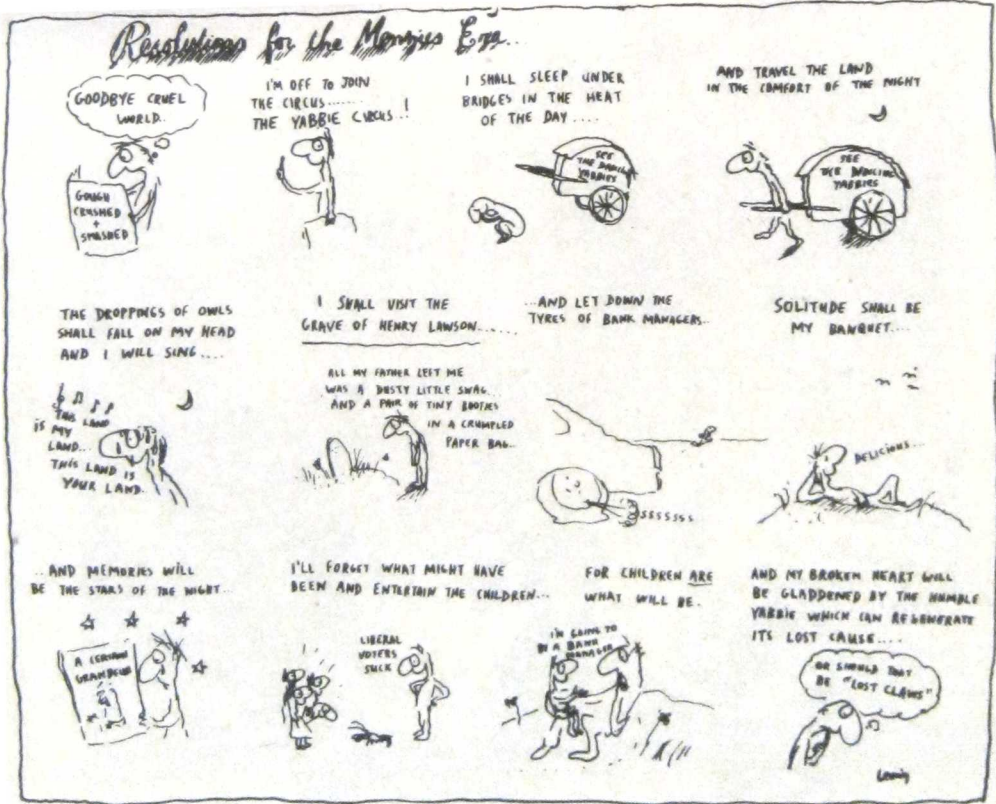 Resolutions for the Menzies Era...
GOODBYE CRUEL
WORLD..
GOUGH
CRUSHED
+
SMASHED
I'M OFF TO JOIN
THE CIRCUS......
THE YABBIE CIRCUS..!
I SHALL SLEEP UNDER
BRIDGES IN THE HEAT
OF THE DAY ....
SEE
THE DANCING
YABBIES
AND TRAVEL THE LAND
IN THE COMFORT OF THE NIGHT
SEE
THE DANCING
YABBIES
THE DROPPINGS OF OWLS
SHALL FALL ON MY HEAD
AND I WILL SING....
THIS LAND
IS MY
LAND...
THIS LAND IS
YOUR LAND.
I SHALL VISIT THE
GRAVE OF HENRY LAWSON......
ALL MY FATHER LEFT ME
WAS A DUSTY LITTLE SWAG...
AND A PAIR OF TINY BOOTIES
IN A CRUMPLED
PAPER BAG..
...AND LET DOWN THE
TYRES OF BANK MANAGERS..
SSSSSSS
SOLITUDE SHALL BE
MY BANQUET....
DELICIOUS...
...AND MEMORIES WILL
BE THE STARS OF THE NIGHT..
A CERTAIN
GRANDEUR
I'LL FORGET WHAT MIGHT HAVE
BEEN AND ENTERTAIN THE CHILDREN...
LIBERAL
VOTERS
SUCK
FOR CHILDREN ARE
WHAT WILL BE.
I'M GOING TO
BE A BANK
MANAGER
AND MY BROKEN HEART WILL
BE GLADDENED BY THE HUMBLE
YABBIE WHICH CAN REGENERATE
ITS LOST CAUSE....
OR SHOULD THAT
BE "LOST CLAWS"
Leunig